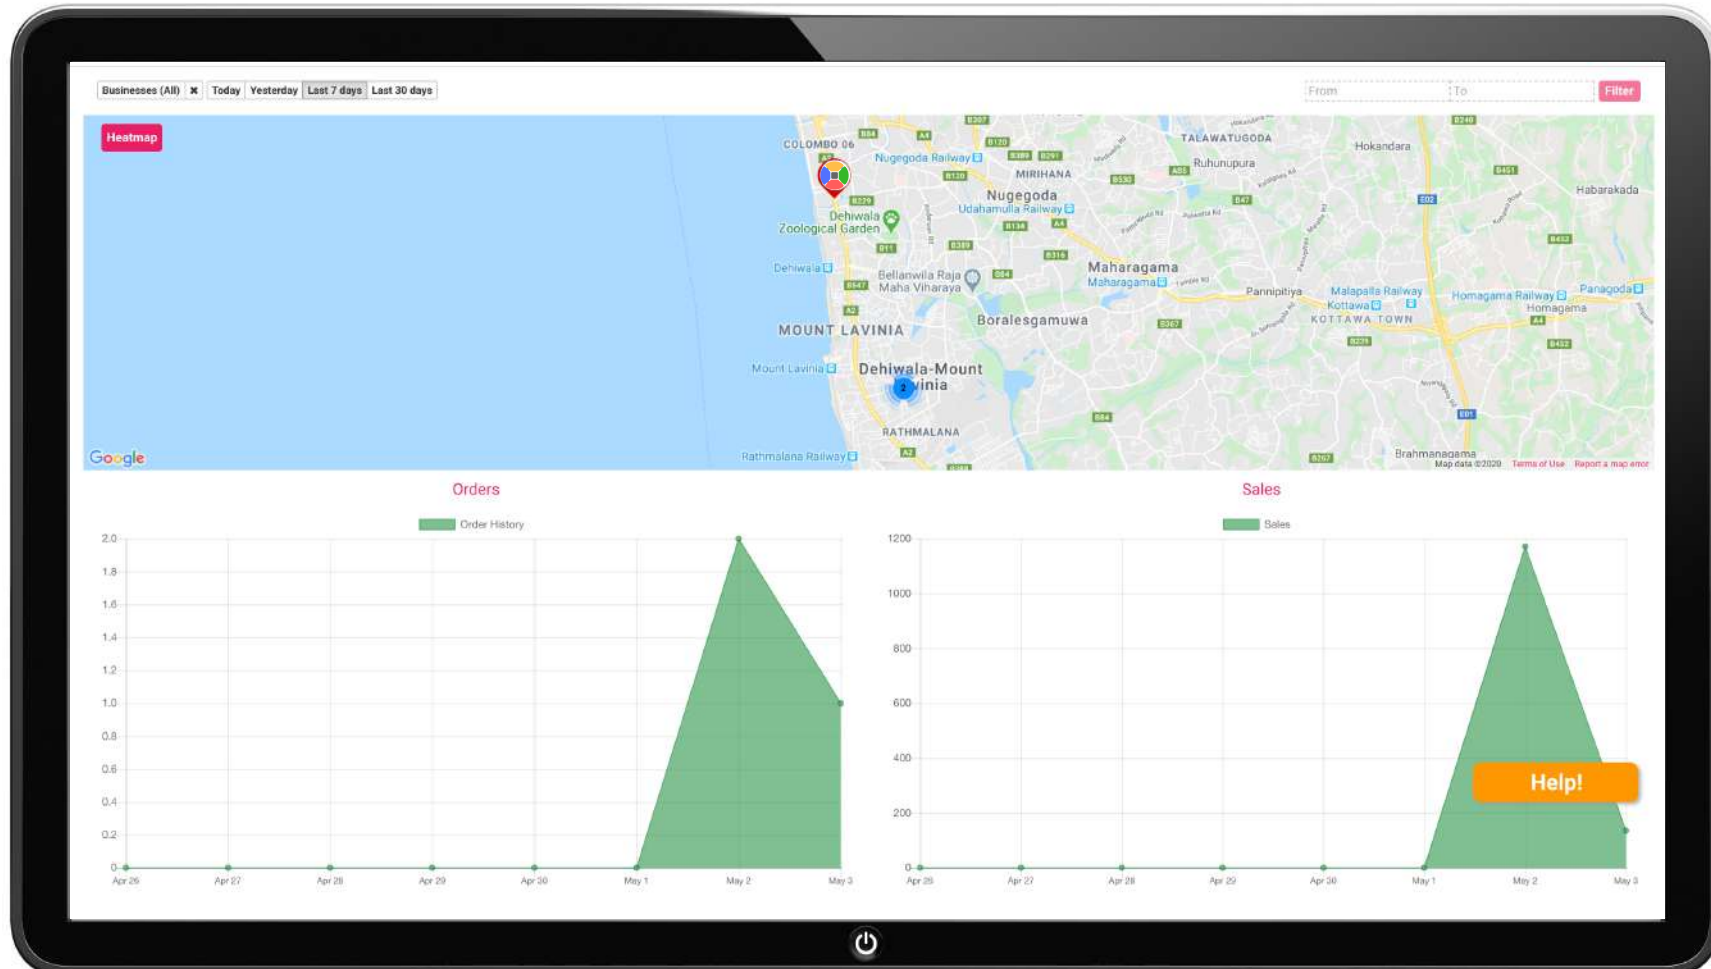 Businesses (All) ✖ Today Yesterday Last 7 days Last 30 days
From To Filter
Heatmap
COLOMBO 06
Nugegoda Railway
MIRIHANA
TALAWATUGODA
Ruhunupura
Hokandara
Habarakada
Nugegoda
Udahamulla Railway
Dehiwala
Zoological Garden
Dehiwala
Bellanwila Raja
Maha Viharaya
Maharagama
Maharagama
Pannipitiya
Malapalla Railway
Kottawa
KOTTAWA TOWN
Homagama Railway
Panagoda
Homagama
Boralesgamuwa
MOUNT LAVINIA
Mount Lavinia
Dehiwala-Mount
vinia
2
RATHMALANA
Rathmalana Railway
Brahmanagama
Google
Map data ©2020 Terms of Use Report a map error
Orders
Order History
2.0
1.8
1.6
1.4
1.2
1.0
0.8
0.6
0.4
0.2
0
Apr 26 Apr 27 Apr 28 Apr 29 Apr 30 May 1 May 2 May 3
Sales
Sales
1200
1000
800
600
400
200
0
Apr 26 Apr 27 Apr 28 Apr 29 Apr 30 May 1 May 2 May 3
Help!